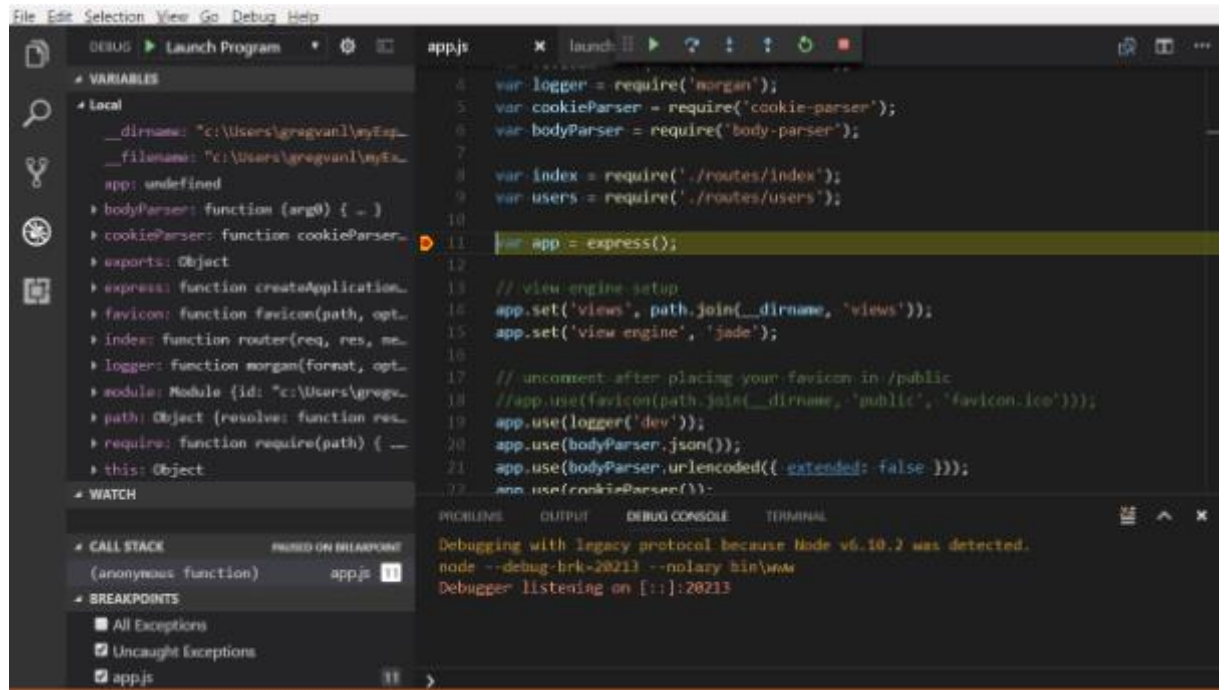 File Edit Selection View Go Debug Help
DEBUG Launch Program
VARIABLES
Local
__dirname: "c:\Users\gregvanl\myExp…
__filename: "c:\Users\gregvanl\myEx…
app: undefined
bodyParser: function (arg0) { … }
cookieParser: function cookieParser…
exports: Object
express: function createApplication…
favicon: function favicon(path, opt…
index: function router(req, res, ne…
logger: function morgan(format, opt…
module: Module {id: "c:\Users\gregv…
path: Object {resolve: function res…
require: function require(path) { …
this: Object
WATCH
CALL STACK PAUSED ON BREAKPOINT
(anonymous function) app.js 11
BREAKPOINTS
All Exceptions
Uncaught Exceptions
app.js 11
app.js launch
4 var logger = require('morgan');
5 var cookieParser = require('cookie-parser');
6 var bodyParser = require('body-parser');
7
8 var index = require('./routes/index');
9 var users = require('./routes/users');
10
11 var app = express();
12
13 // view engine setup
14 app.set('views', path.join(__dirname, 'views'));
15 app.set('view engine', 'jade');
16
17 // uncomment after placing your favicon in /public
18 //app.use(favicon(path.join(__dirname, 'public', 'favicon.ico')));
19 app.use(logger('dev'));
20 app.use(bodyParser.json());
21 app.use(bodyParser.urlencoded({ extended: false }));
22 app.use(cookieParser());
PROBLEMS OUTPUT DEBUG CONSOLE TERMINAL
Debugging with legacy protocol because Node v6.10.2 was detected.
node --debug-brk=20213 --nolazy bin\www
Debugger listening on [::]:20213